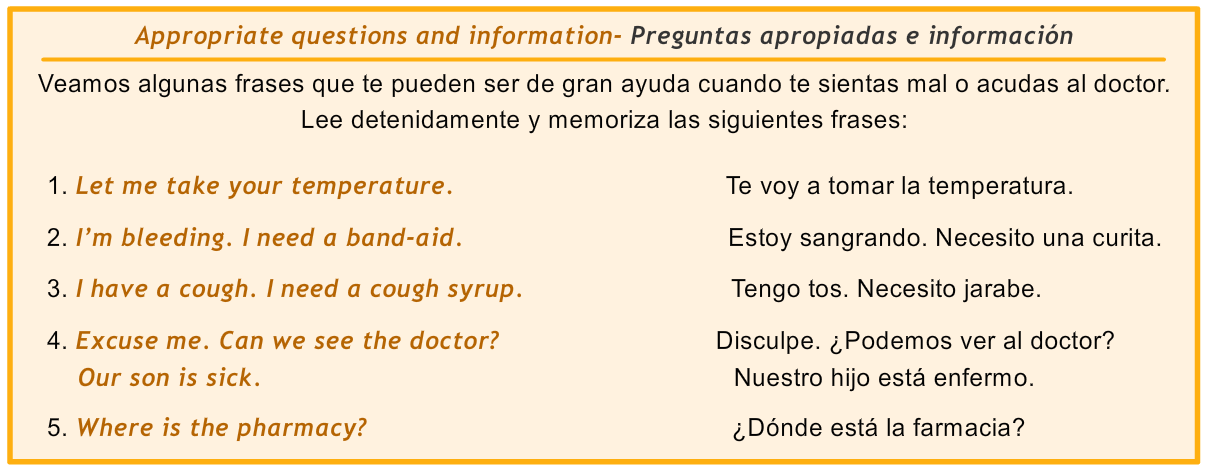 Appropriate questions and information- Preguntas apropiadas e información
Veamos algunas frases que te pueden ser de gran ayuda cuando te sientas mal o acudas al doctor.
Lee detenidamente y memoriza las siguientes frases:
1. Let me take your temperature. Te voy a tomar la temperatura.
2. I’m bleeding. I need a band-aid. Estoy sangrando. Necesito una curita.
3. I have a cough. I need a cough syrup. Tengo tos. Necesito jarabe.
4. Excuse me. Can we see the doctor? Disculpe. ¿Podemos ver al doctor?
Our son is sick. Nuestro hijo está enfermo.
5. Where is the pharmacy? ¿Dónde está la farmacia?